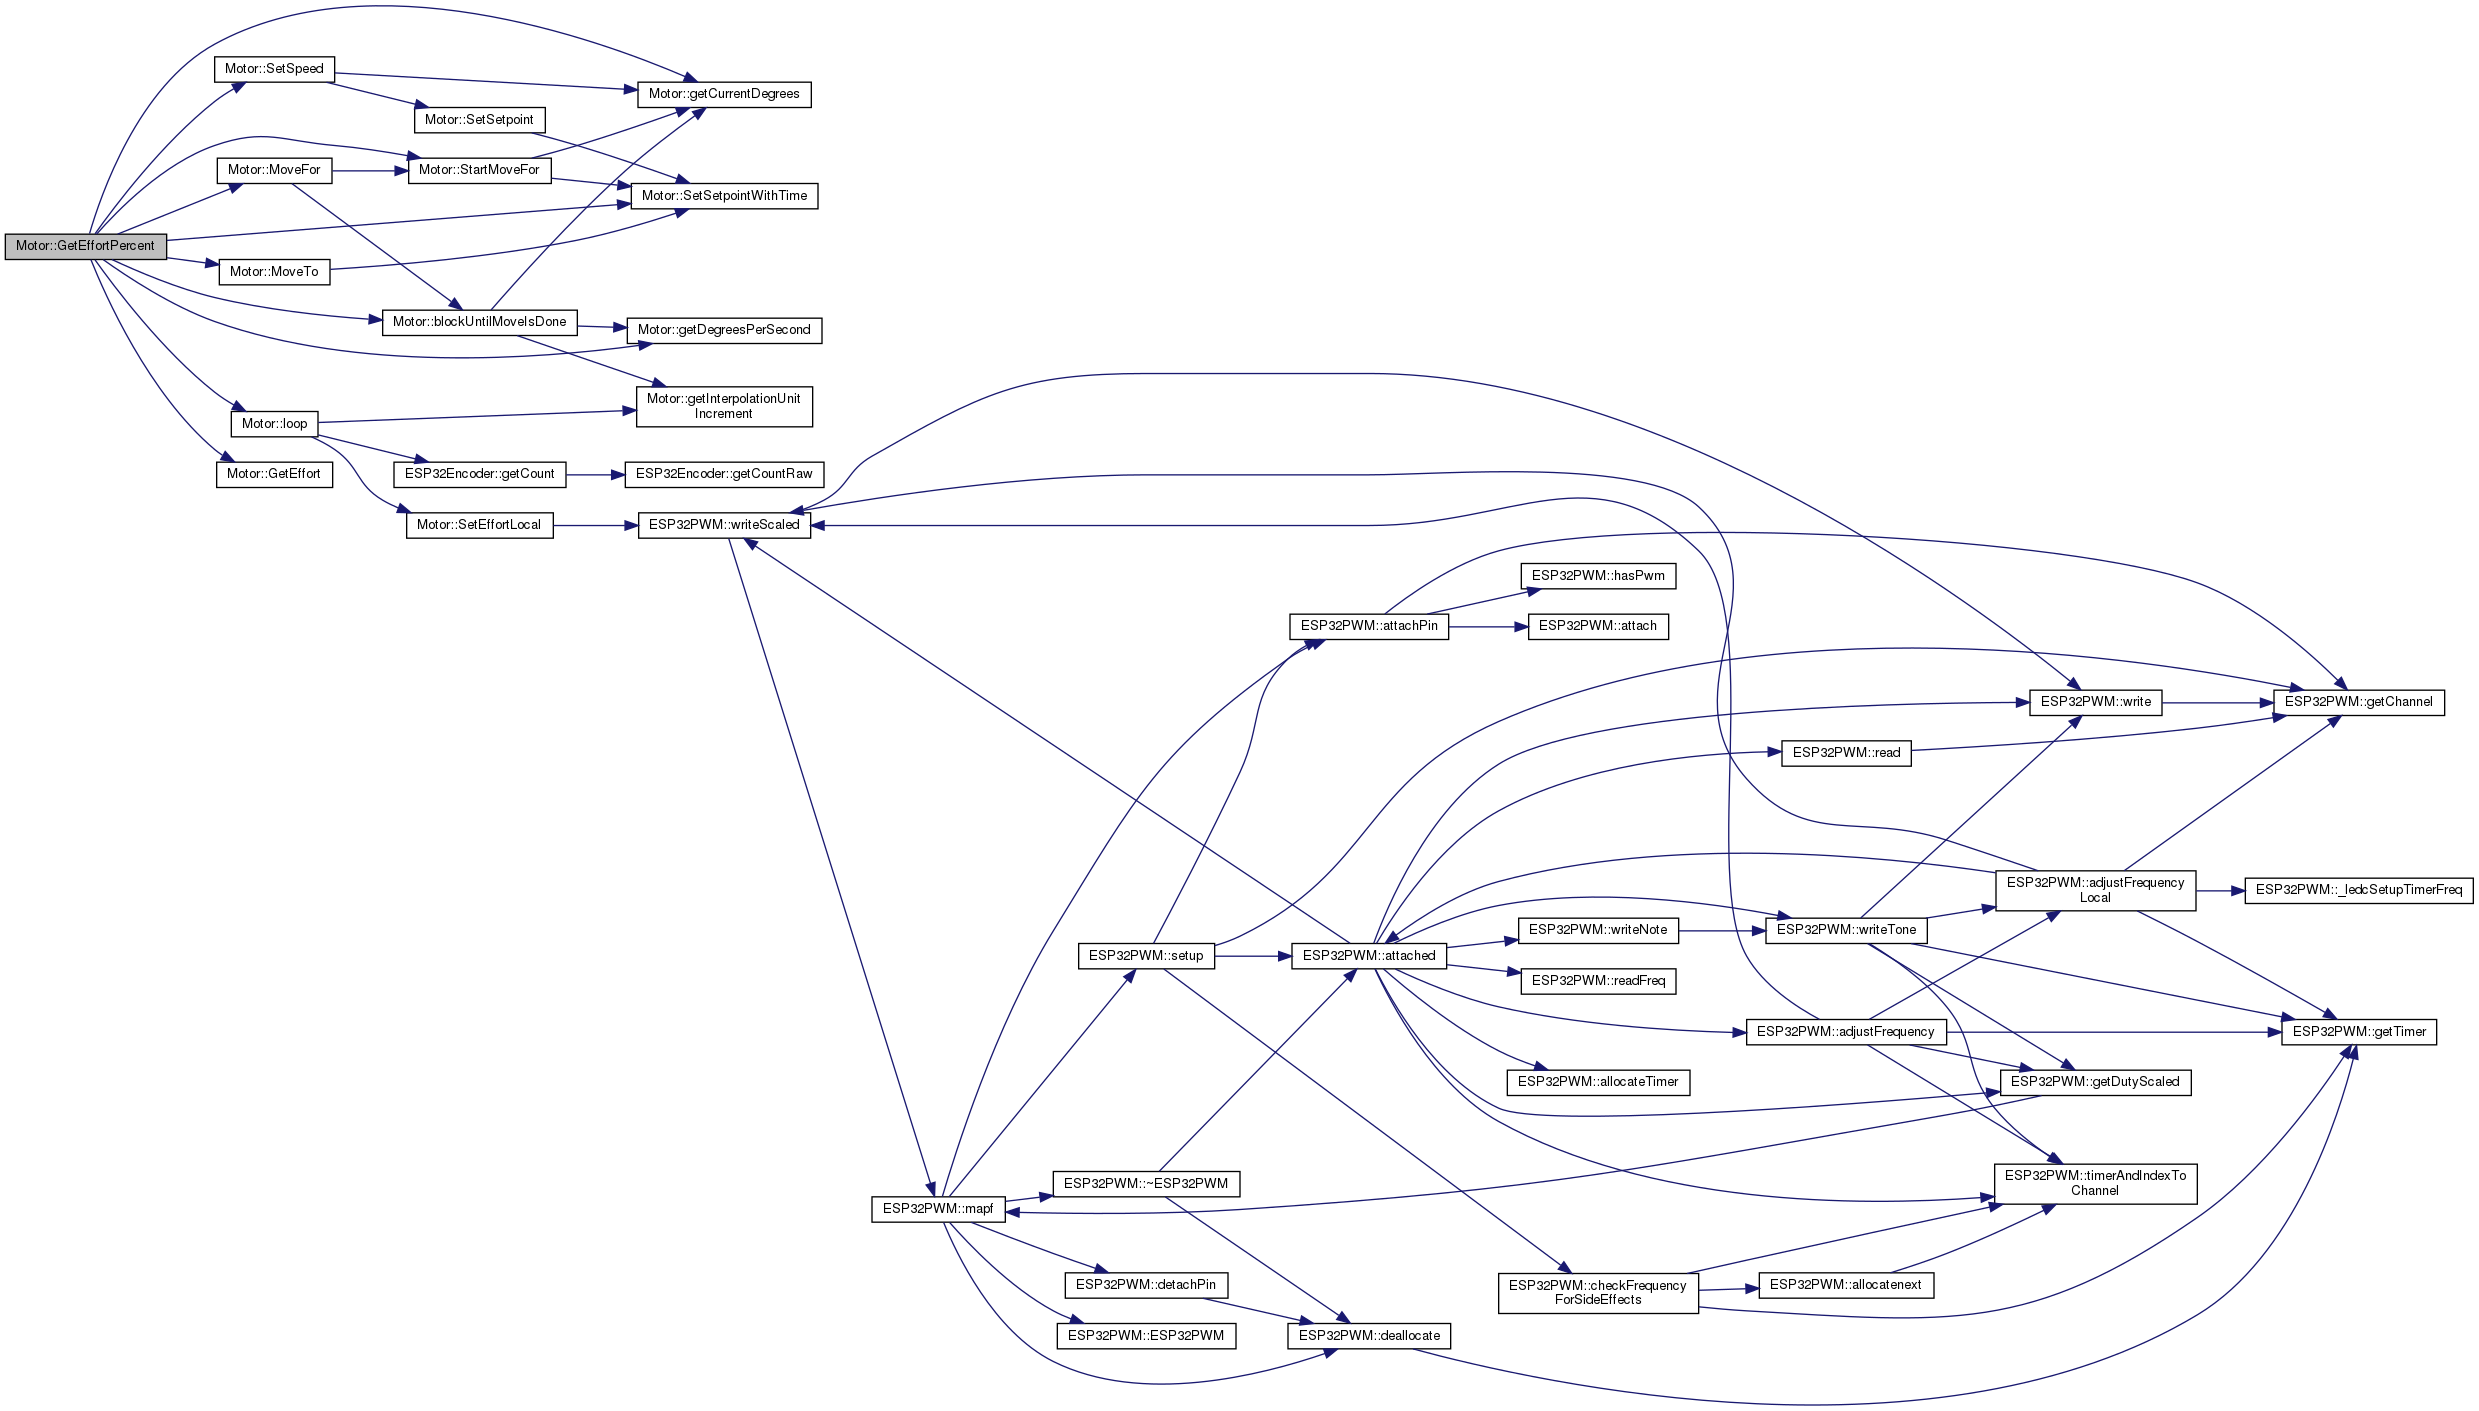 Motor::GetEffortPercent
Motor::SetSpeed
Motor::getCurrentDegrees
Motor::SetSetpoint
Motor::MoveFor
Motor::StartMoveFor
Motor::SetSetpointWithTime
Motor::MoveTo
Motor::blockUntilMoveIsDone
Motor::getDegreesPerSecond
Motor::getInterpolationUnit
Increment
Motor::loop
Motor::GetEffort
ESP32Encoder::getCount
ESP32Encoder::getCountRaw
Motor::SetEffortLocal
ESP32PWM::writeScaled
ESP32PWM::hasPwm
ESP32PWM::attachPin
ESP32PWM::attach
ESP32PWM::write
ESP32PWM::getChannel
ESP32PWM::read
ESP32PWM::adjustFrequency
Local
ESP32PWM::_ledcSetupTimerFreq
ESP32PWM::writeNote
ESP32PWM::writeTone
ESP32PWM::setup
ESP32PWM::attached
ESP32PWM::readFreq
ESP32PWM::adjustFrequency
ESP32PWM::getTimer
ESP32PWM::allocateTimer
ESP32PWM::getDutyScaled
ESP32PWM::~ESP32PWM
ESP32PWM::timerAndIndexTo
Channel
ESP32PWM::mapf
ESP32PWM::detachPin
ESP32PWM::checkFrequency
ForSideEffects
ESP32PWM::allocatenext
ESP32PWM::ESP32PWM
ESP32PWM::deallocate